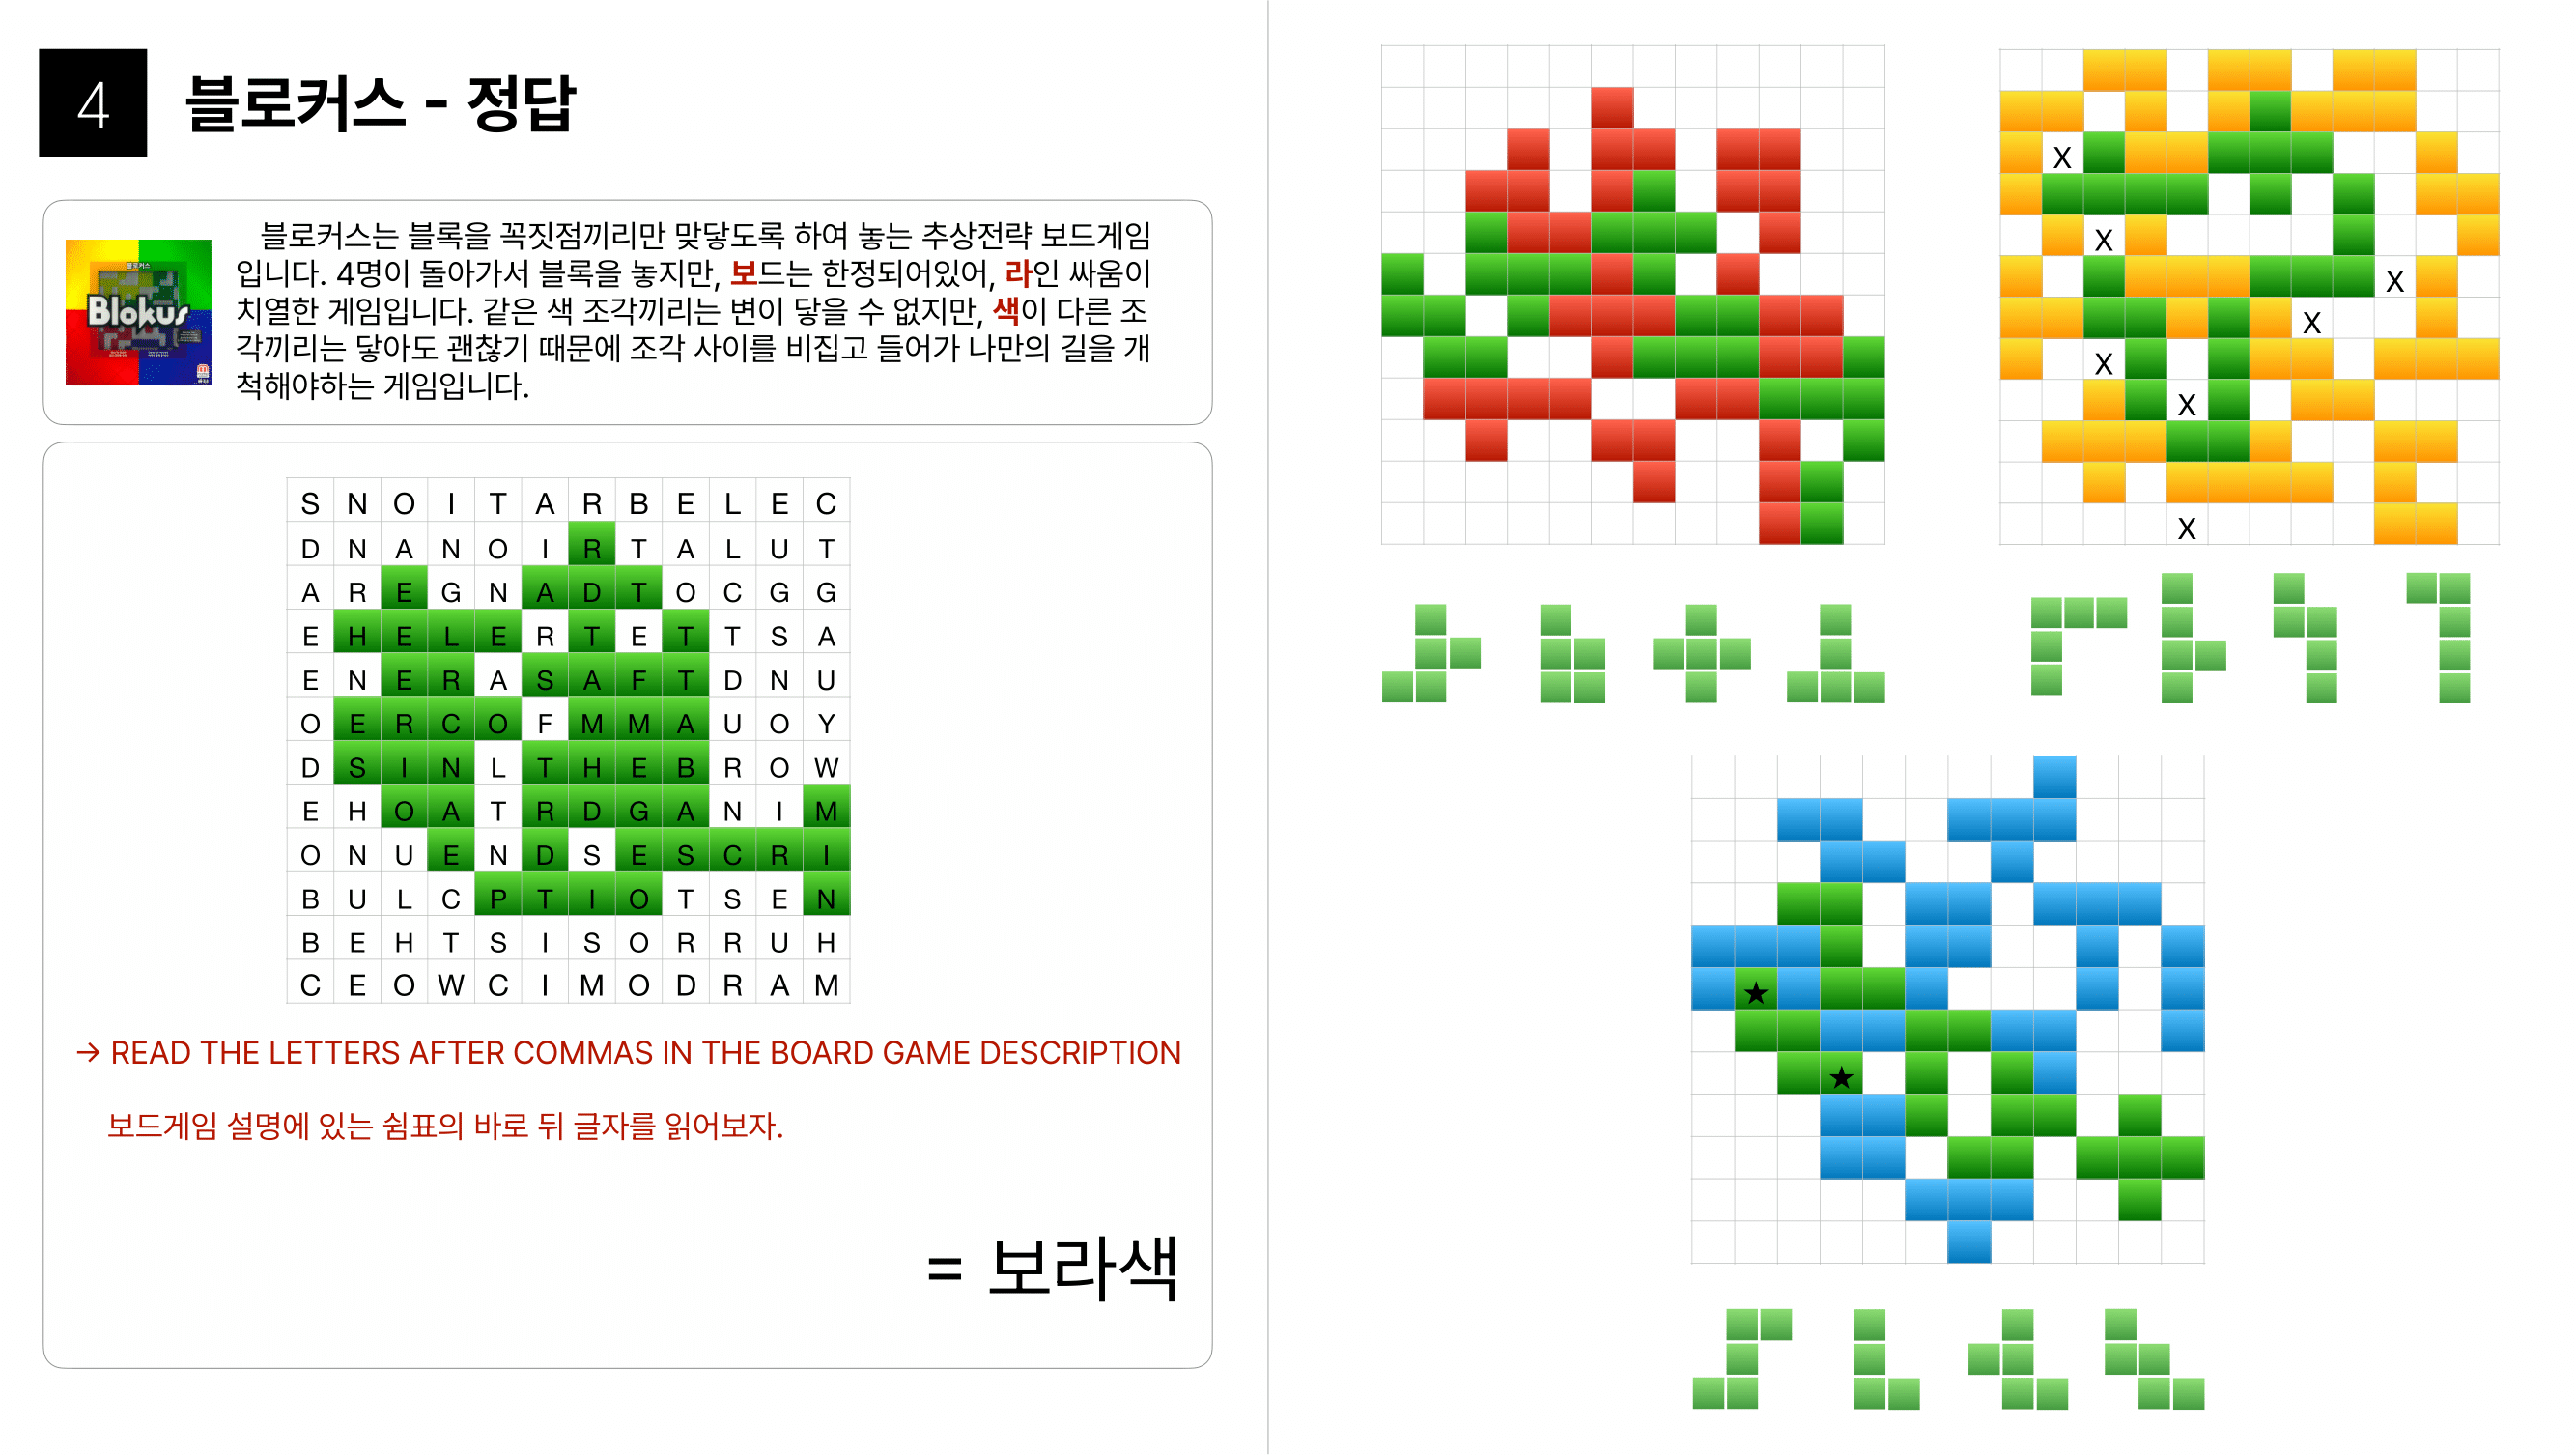 4
블로커스 - 정답
블로커스는 블록을 꼭짓점끼리만 맞닿도록 하여 놓는 추상전략 보드게임
입니다. 4명이 돌아가서 블록을 놓지만, 보드는 한정되어있어, 라인 싸움이
치열한 게임입니다. 같은 색 조각끼리는 변이 닿을 수 없지만, 색이 다른 조
각끼리는 닿아도 괜찮기 때문에 조각 사이를 비집고 들어가 나만의 길을 개
척해야하는 게임입니다.
블로커스
Blokus
S N O I T A R B E L E C
D N A N O I R T A L U T
A R E G N A D T O C G G
E H E L E R T E T T S A
E N E R A S A F T D N U
O E R C O F M M A U O Y
D S I N L T H E B R O W
E H O A T R D G A N I M
O N U E N D S E S C R I
B U L C P T I O T S E N
B E H T S I S O R R U H
C E O W C I M O D R A M
→ READ THE LETTERS AFTER COMMAS IN THE BOARD GAME DESCRIPTION
보드게임 설명에 있는 쉼표의 바로 뒤 글자를 읽어보자.
= 보라색
X
X
X
X
X
X
X
★
★